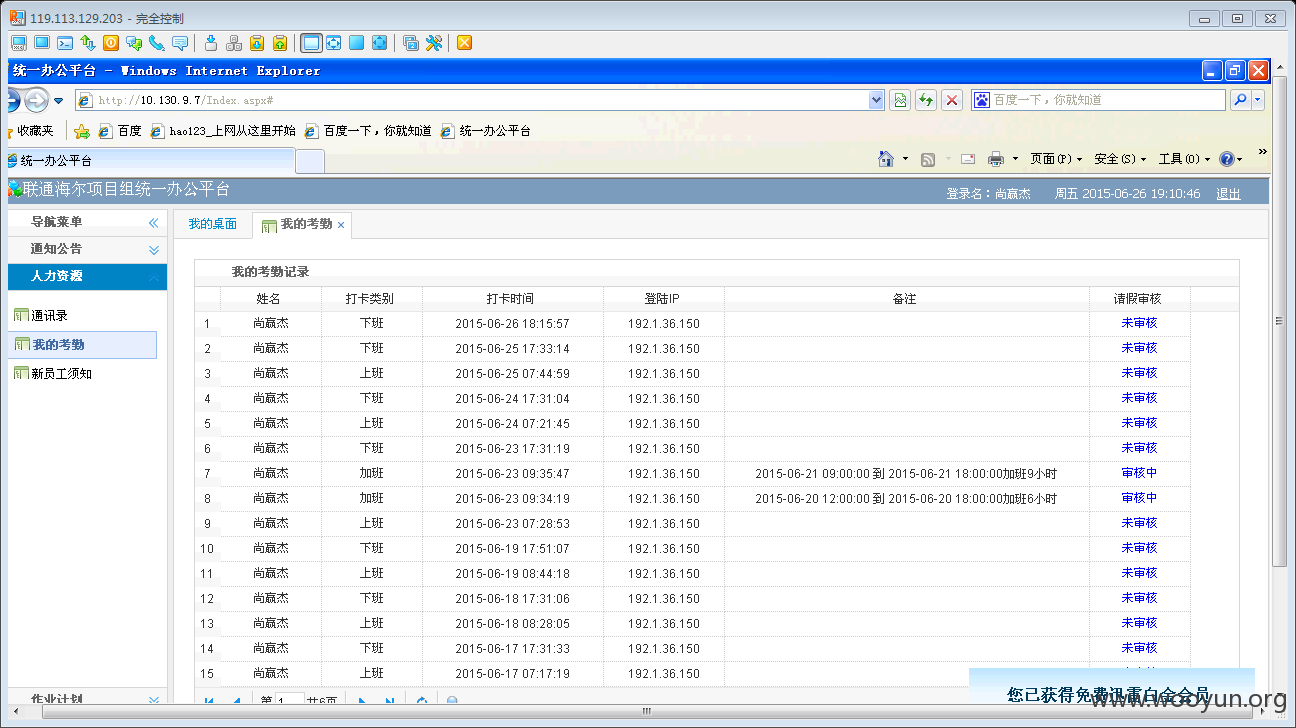 119.113.129.203 - 完全控制
统一办公平台 - Windows Internet Explorer
http://10.130.9.7/Index.aspx#
百度一下，你就知道
收藏夹 百度 hao123_上网从这里开始 百度一下，你就知道 统一办公平台
统一办公平台 页面(P) 安全(S) 工具(O) »
联通海尔项目组统一办公平台 登录名：尚赢杰 周五 2015-06-26 19:10:46 退出
导航菜单 我的桌面 我的考勤
通知公告
人力资源
通讯录
我的考勤
新员工须知
作业计划
我的考勤记录
姓名 打卡类别 打卡时间 登陆IP 备注 请假审核
1 尚赢杰 下班 2015-06-26 18:15:57 192.1.36.150 未审核
2 尚赢杰 下班 2015-06-25 17:33:14 192.1.36.150 未审核
3 尚赢杰 上班 2015-06-25 07:44:59 192.1.36.150 未审核
4 尚赢杰 下班 2015-06-24 17:31:04 192.1.36.150 未审核
5 尚赢杰 上班 2015-06-24 07:21:45 192.1.36.150 未审核
6 尚赢杰 下班 2015-06-23 17:31:19 192.1.36.150 未审核
7 尚赢杰 加班 2015-06-23 09:35:47 192.1.36.150 2015-06-21 09:00:00 到 2015-06-21 18:00:00加班9小时 审核中
8 尚赢杰 加班 2015-06-23 09:34:19 192.1.36.150 2015-06-20 12:00:00 到 2015-06-20 18:00:00加班6小时 审核中
9 尚赢杰 上班 2015-06-23 07:28:53 192.1.36.150 未审核
10 尚赢杰 下班 2015-06-19 17:51:07 192.1.36.150 未审核
11 尚赢杰 上班 2015-06-19 08:44:18 192.1.36.150 未审核
12 尚赢杰 下班 2015-06-18 17:31:06 192.1.36.150 未审核
13 尚赢杰 上班 2015-06-18 08:28:05 192.1.36.150 未审核
14 尚赢杰 下班 2015-06-17 17:31:33 192.1.36.150 未审核
15 尚赢杰 上班 2015-06-17 07:17:19 192.1.36.150
第 1 共6页
您已获得免费迅雷白金会员
www.wooyun.org